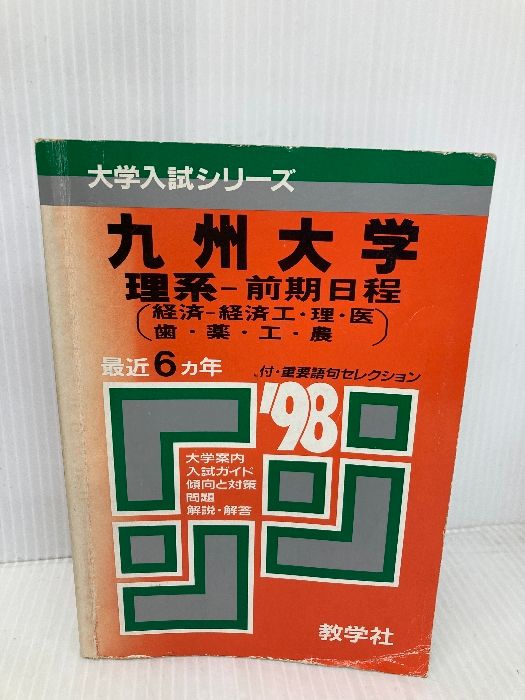 大学入試シリーズ
九州大学
理系-前期日程
(経済-経済工・理・医
歯・薬・工・農)
最近6カ年
付・重要語句セレクション
'98
大学案内
入試ガイド
傾向と対策
問題
解説・解答
教学社